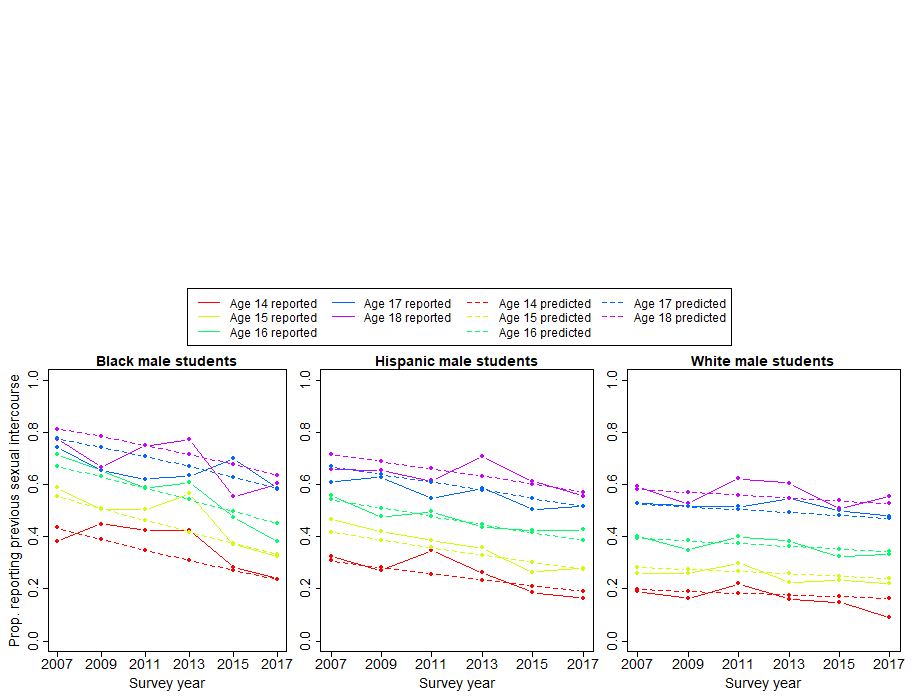 Age 14 reported Age 17 reported Age 14 predicted Age 17 predicted
Age 15 reported Age 18 reported Age 15 predicted Age 18 predicted
Age 16 reported Age 16 predicted
Black male students Hispanic male students White male students
Prop. reporting previous sexual intercourse
1.0 1.0 1.0
0.8 0.8 0.8
0.6 0.6 0.6
0.4 0.4 0.4
0.2 0.2 0.2
0.0 0.0 0.0
2007 2009 2011 2013 2015 2017 2007 2009 2011 2013 2015 2017 2007 2009 2011 2013 2015 2017
Survey year Survey year Survey year